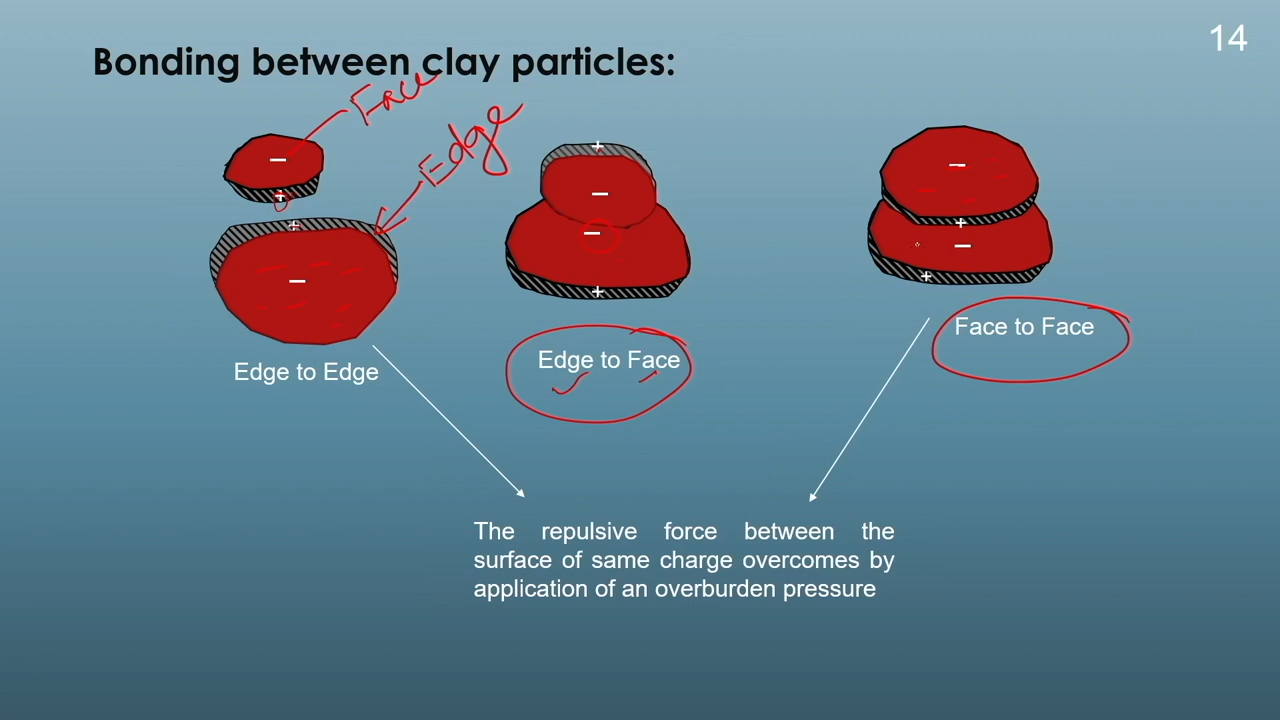 14
Bonding between clay particles:
Face
Edge
−
+
+
−
+
−
−
+
−
+
−
+
Edge to Edge
Edge to Face
Face to Face
The repulsive force between the
surface of same charge overcomes by
application of an overburden pressure